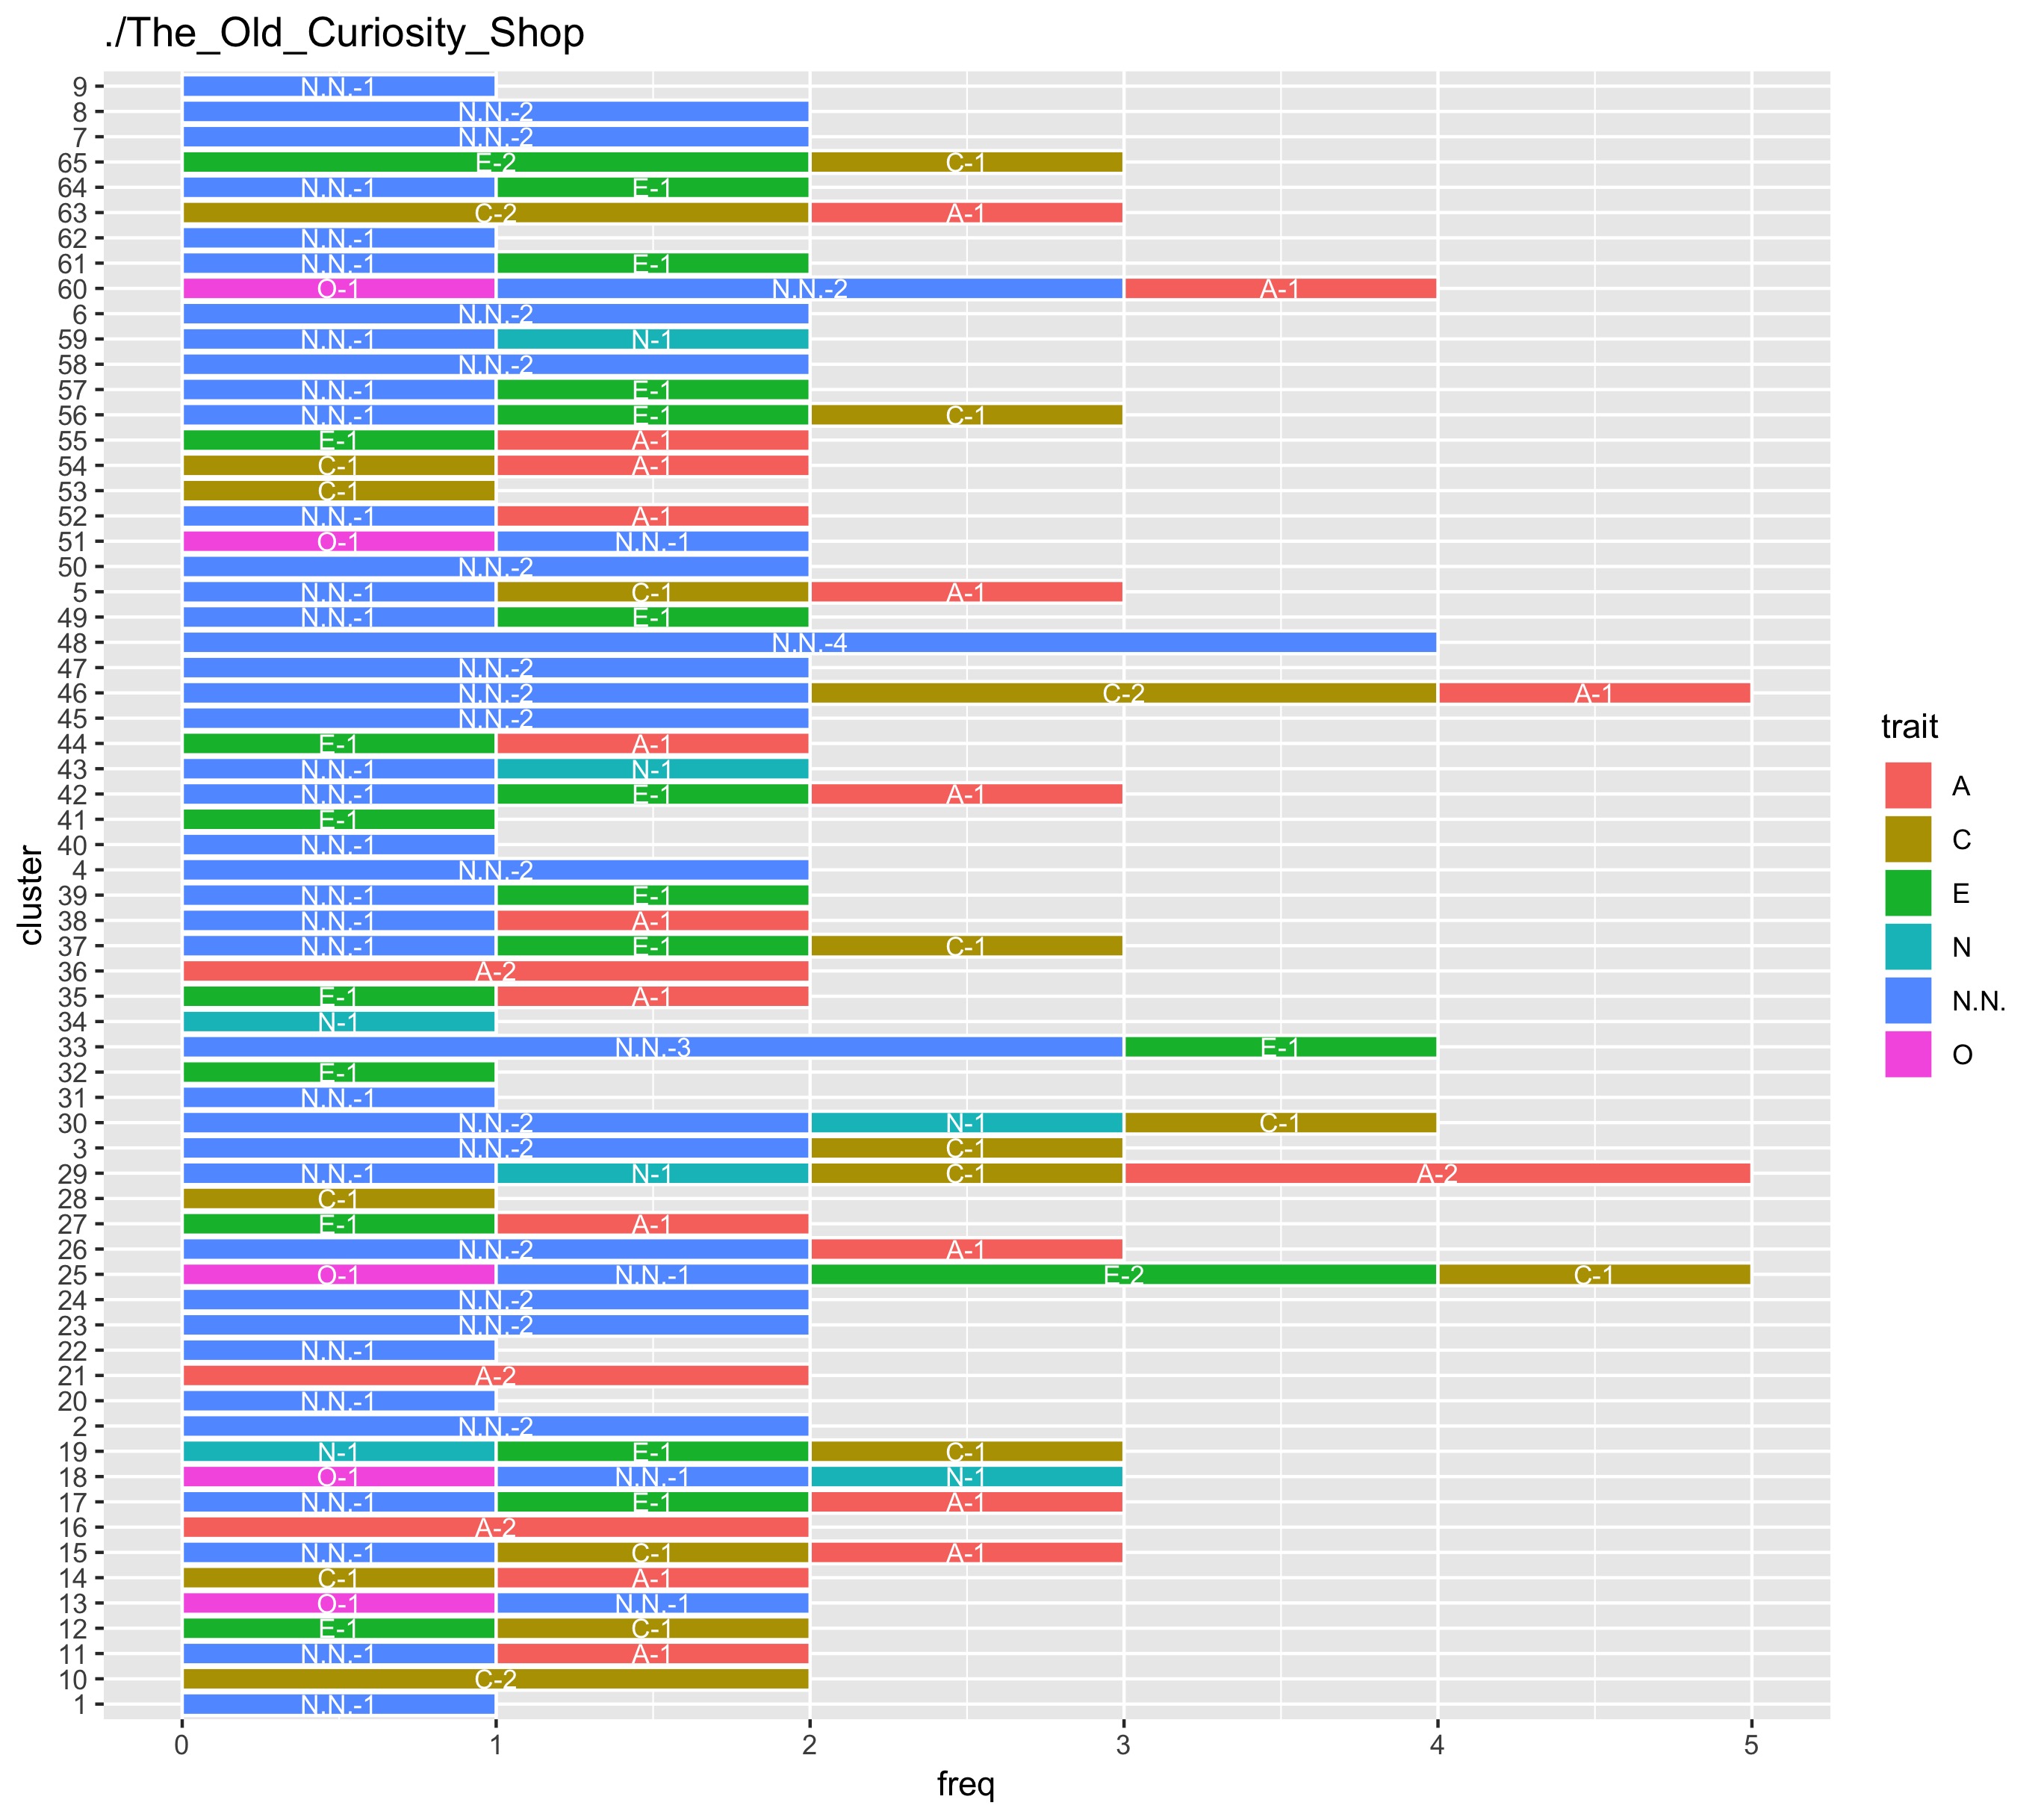 ./The_Old_Curiosity_Shop
9 N.N.-1
8 N.N.-2
7 N.N.-2
65 E-2 C-1
64 N.N.-1 E-1
63 C-2 A-1
62 N.N.-1
61 N.N.-1 E-1
60 O-1 N.N.-2 A-1
6 N.N.-2
59 N.N.-1 N-1
58 N.N.-2
57 N.N.-1 E-1
56 N.N.-1 E-1 C-1
55 E-1 A-1
54 C-1 A-1
53 C-1
52 N.N.-1 A-1
51 O-1 N.N.-1
50 N.N.-2
5 N.N.-1 C-1 A-1
49 N.N.-1 E-1
48 N.N.-4
47 N.N.-2
46 N.N.-2 C-2 A-1
45 N.N.-2
44 E-1 A-1
43 N.N.-1 N-1
42 N.N.-1 E-1 A-1
41 E-1
40 N.N.-1
4 N.N.-2
39 N.N.-1 E-1
38 N.N.-1 A-1
37 N.N.-1 E-1 C-1
36 A-2
35 E-1 A-1
34 N-1
33 N.N.-3 E-1
32 E-1
31 N.N.-1
30 N.N.-2 N-1 C-1
3 N.N.-2 C-1
29 N.N.-1 N-1 C-1 A-2
28 C-1
27 E-1 A-1
26 N.N.-2 A-1
25 O-1 N.N.-1 E-2 C-1
24 N.N.-2
23 N.N.-2
22 N.N.-1
21 A-2
20 N.N.-1
2 N.N.-2
19 N-1 E-1 C-1
18 O-1 N.N.-1 N-1
17 N.N.-1 E-1 A-1
16 A-2
15 N.N.-1 C-1 A-1
14 C-1 A-1
13 O-1 N.N.-1
12 E-1 C-1
11 N.N.-1 A-1
10 C-2
1 N.N.-1
0 1 2 3 4 5
freq
cluster
trait
A
C
E
N
N.N.
O